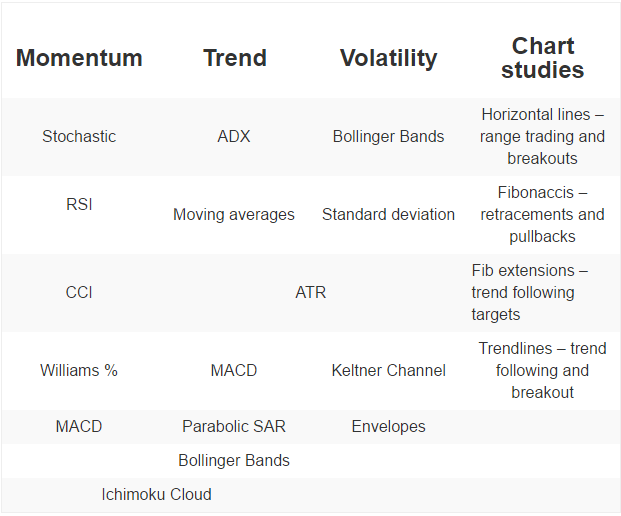 Momentum Trend Volatility Chart
studies
Stochastic ADX Bollinger Bands Horizontal lines –
range trading and
breakouts
RSI Moving averages Standard deviation Fibonaccis –
retracements and
pullbacks
CCI ATR Fib extensions –
trend following
targets
Williams % MACD Keltner Channel Trendlines – trend
following and
breakout
MACD Parabolic SAR Envelopes
Bollinger Bands
Ichimoku Cloud